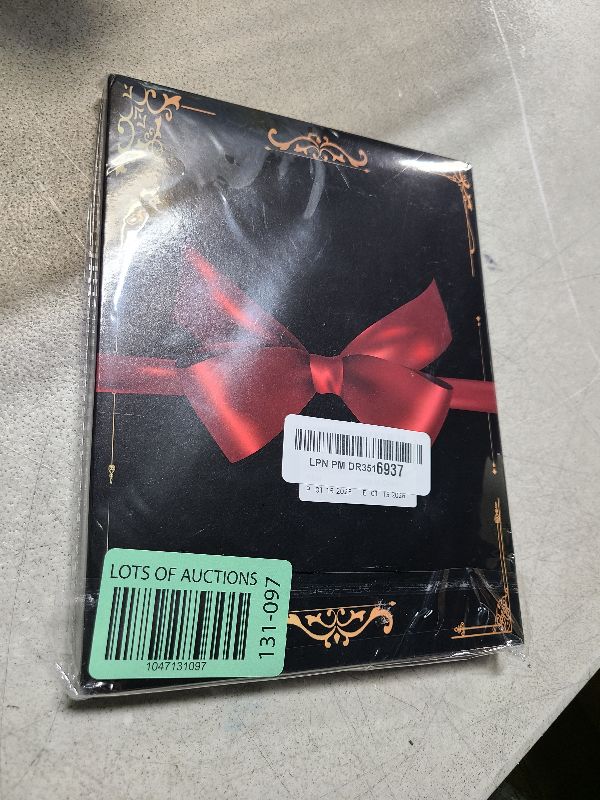 LPN PM DR3516937
LOTS OF AUCTIONS
131-097
1047131097